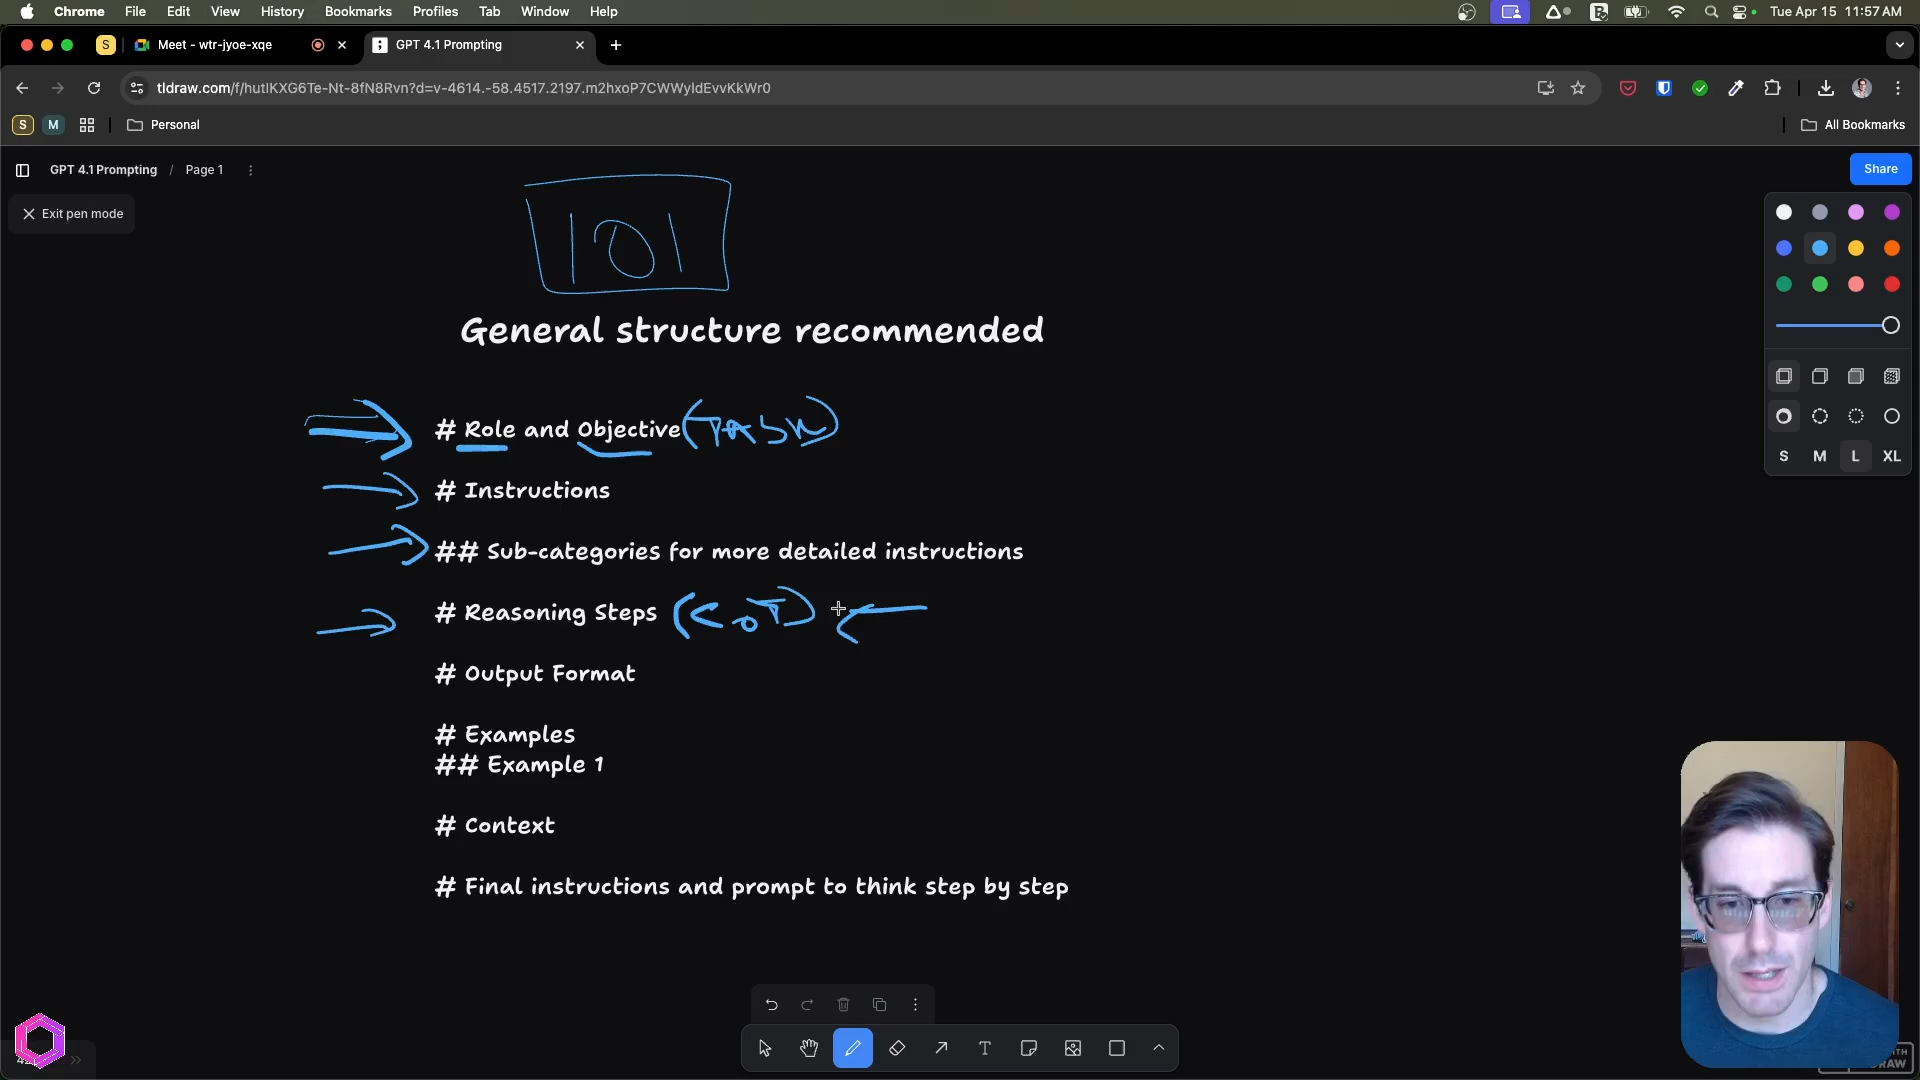 Chrome File Edit View History Bookmarks Profiles Tab Window Help Tue Apr 15 11:57 AM
S Meet - wtr-jyoe-xqe GPT 4.1 Prompting
tldraw.com/f/hutIKXG6Te-Nt-8fN8Rvn?d=v-4614.-58.4517.2197.m2hxoP7CWWyldEvvKkWr0
S M Personal All Bookmarks
GPT 4.1 Prompting / Page 1 Share
Exit pen mode
101
General structure recommended
# Role and Objective (TASK)
# Instructions
## Sub-categories for more detailed instructions
# Reasoning Steps (COT)
# Output Format
# Examples
## Example 1
# Context
# Final instructions and prompt to think step by step
S M L XL